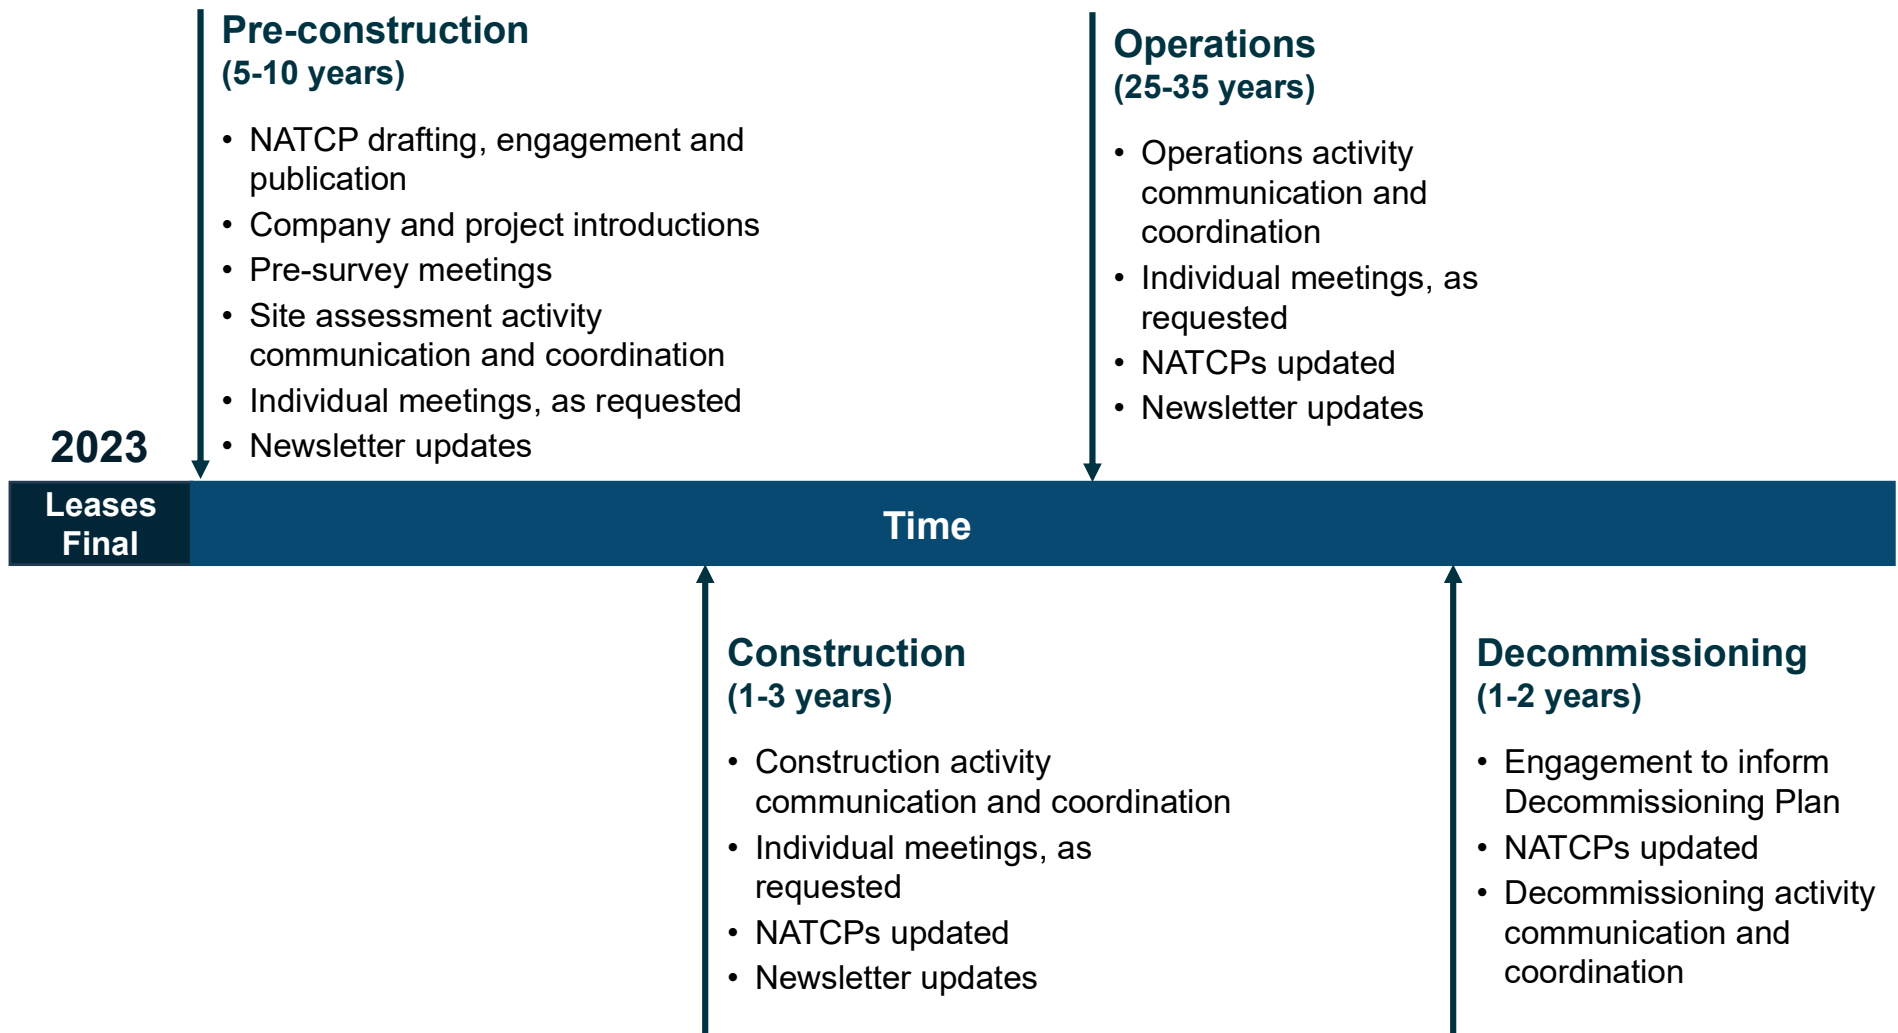 Pre-construction
(5-10 years)
• NATCP drafting, engagement and
publication
• Company and project introductions
• Pre-survey meetings
• Site assessment activity
communication and coordination
• Individual meetings, as requested
• Newsletter updates
Operations
(25-35 years)
• Operations activity
communication and
coordination
• Individual meetings, as
requested
• NATCPs updated
• Newsletter updates
2023
Leases
Final
Time
Construction
(1-3 years)
• Construction activity
communication and coordination
• Individual meetings, as
requested
• NATCPs updated
• Newsletter updates
Decommissioning
(1-2 years)
• Engagement to inform
Decommissioning Plan
• NATCPs updated
• Decommissioning activity
communication and
coordination